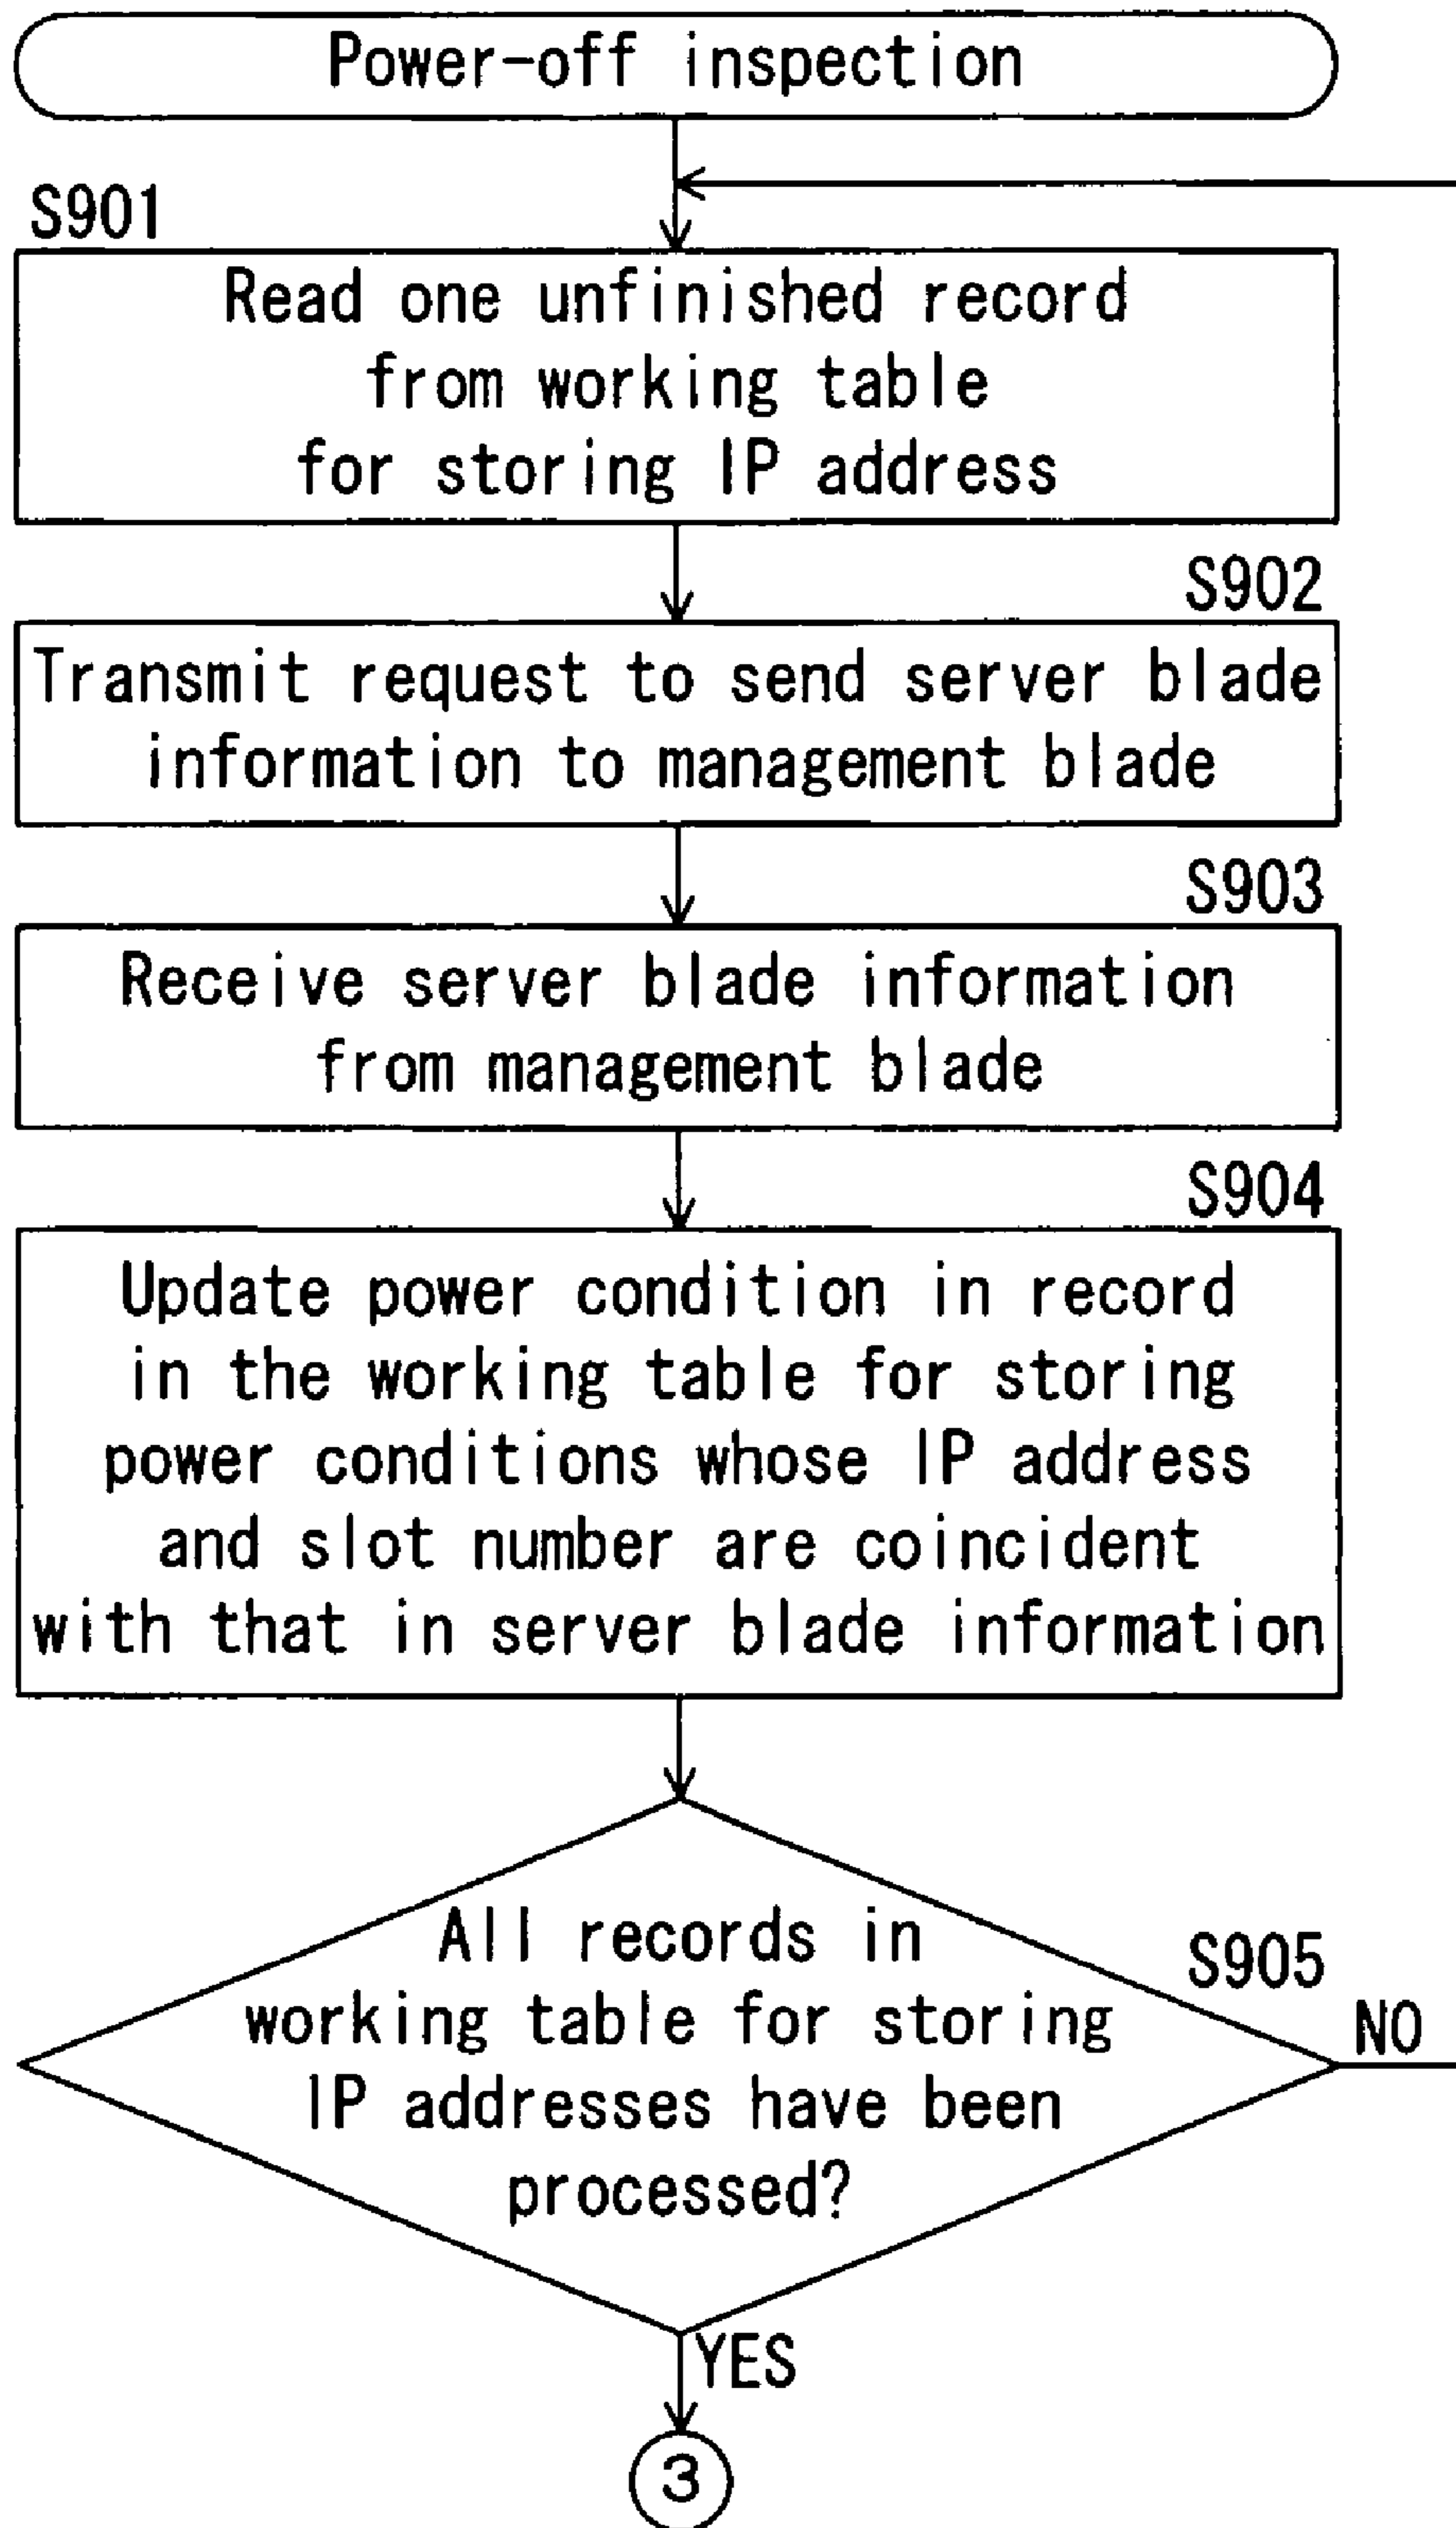 Power-off inspection
S901
Read one unfinished record
from working table
for storing IP address
S902
Transmit request to send server blade
information to management blade
S903
Receive server blade information
from management blade
S904
Update power condition in record
in the working table for storing
power conditions whose IP address
and slot number are coincident
with that in server blade information
S905
All records in
working table for storing
IP addresses have been
processed?
NO
YES
3